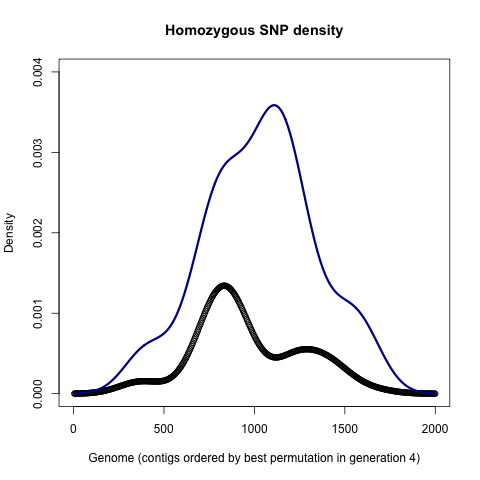 Homozygous SNP density
Density
0.004
0.003
0.002
0.001
0.000
0 500 1000 1500 2000
Genome (contigs ordered by best permutation in generation 4)